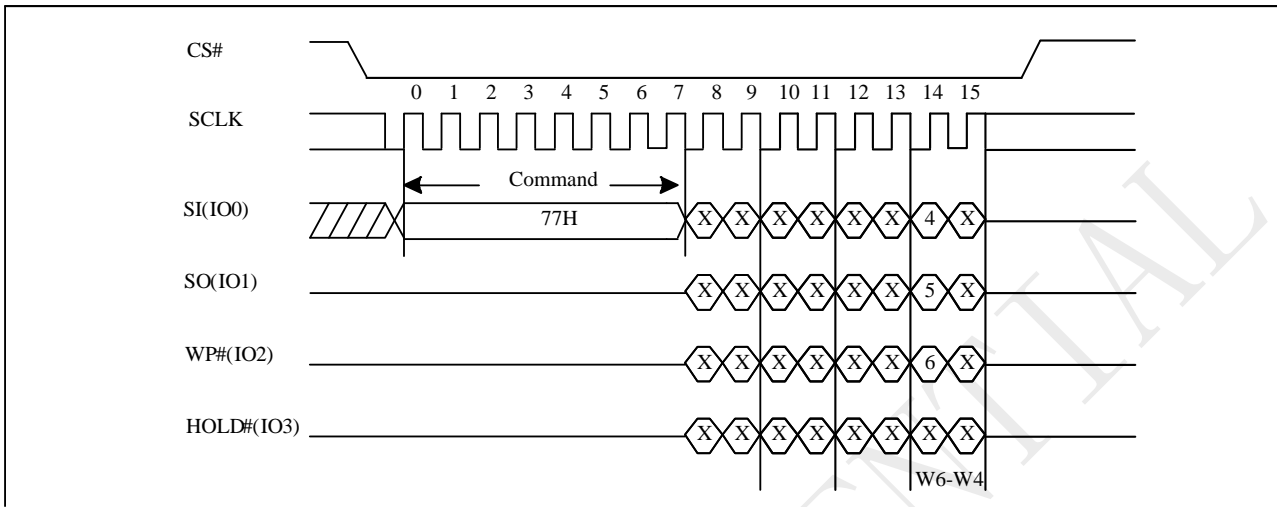 CS#
0 1 2 3 4 5 6 7 8 9 10 11 12 13 14 15
SCLK
Command
SI(IO0) 77H X X X X X X 4 X
SO(IO1) X X X X X X 5 X
WP#(IO2) X X X X X X 6 X
HOLD#(IO3) X X X X X X X X
W6-W4